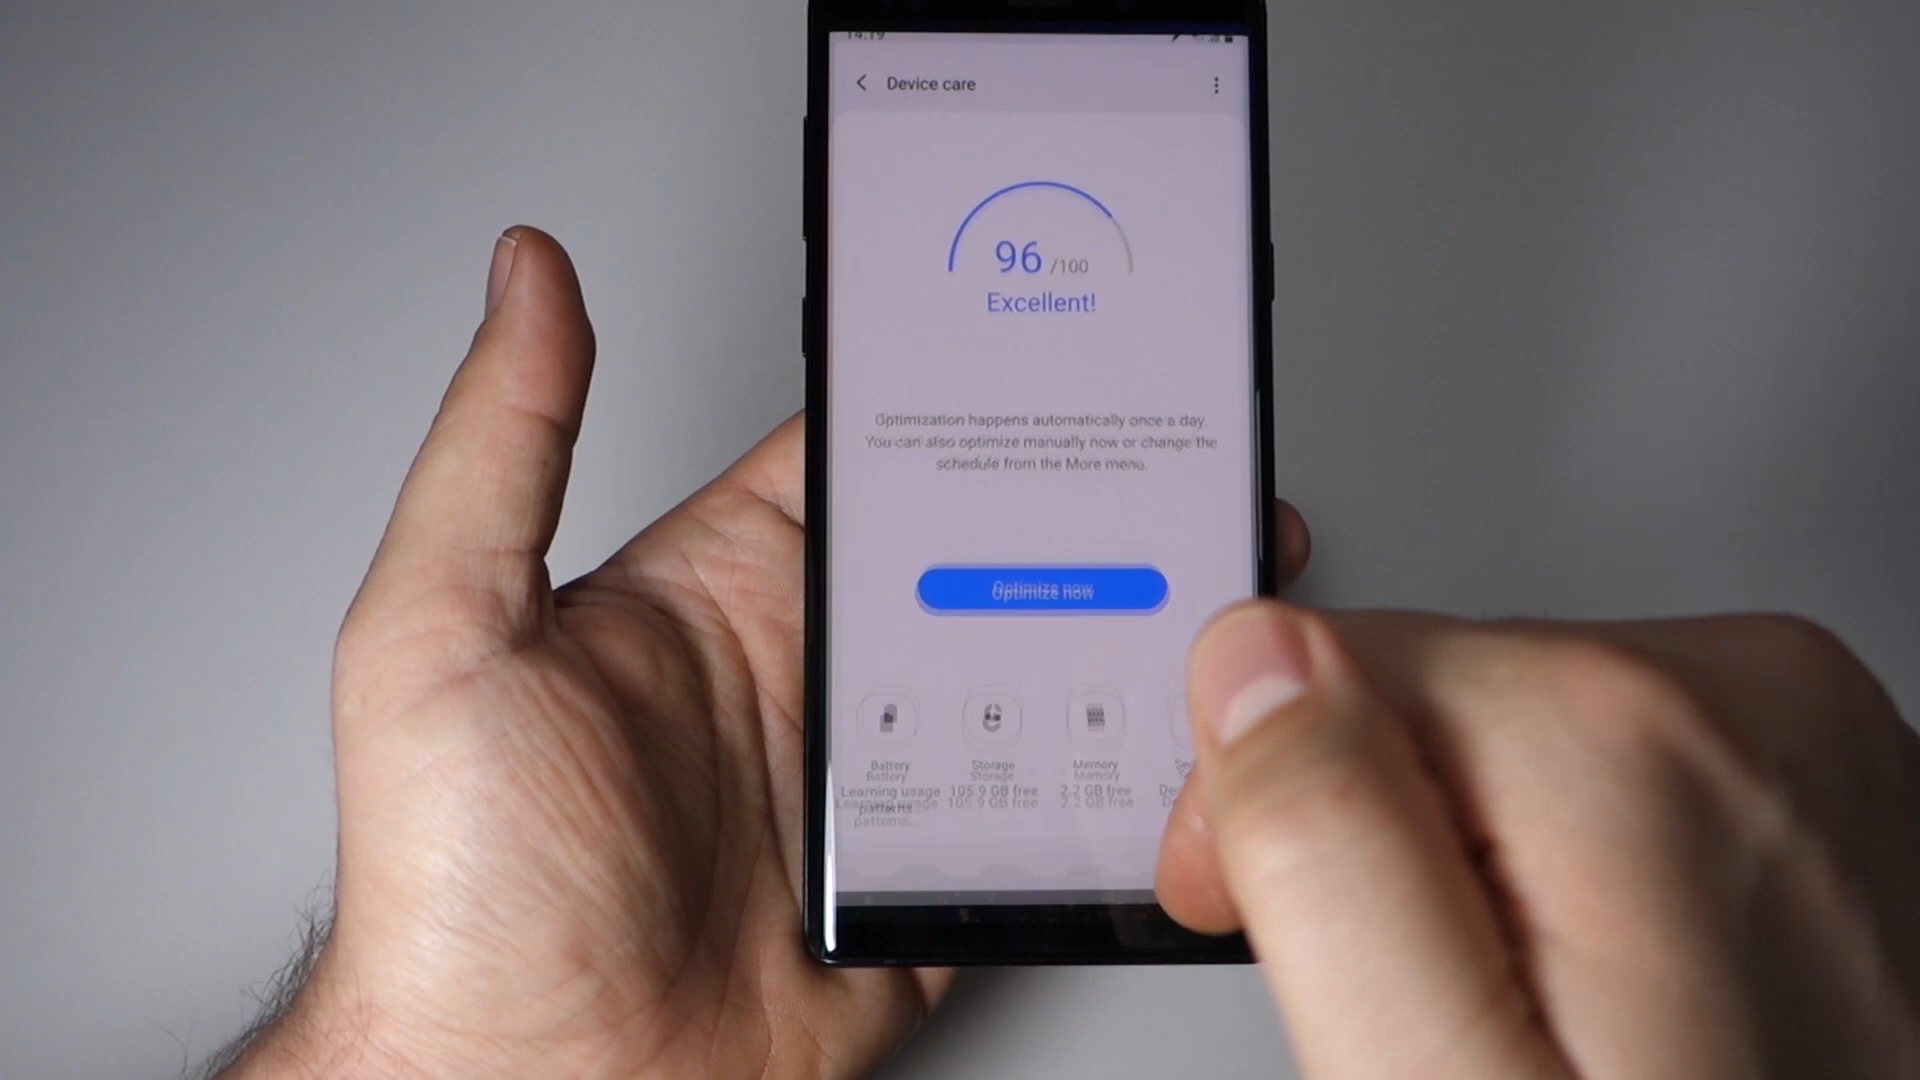 14:19
Device care
96 /100
Excellent!
Optimization happens automatically once a day.
You can also optimize manually now or change the
schedule from the More menu.
Optimize now
Battery Storage Memory
Learning usage 105.9 GB free 2.2 GB free
patterns...